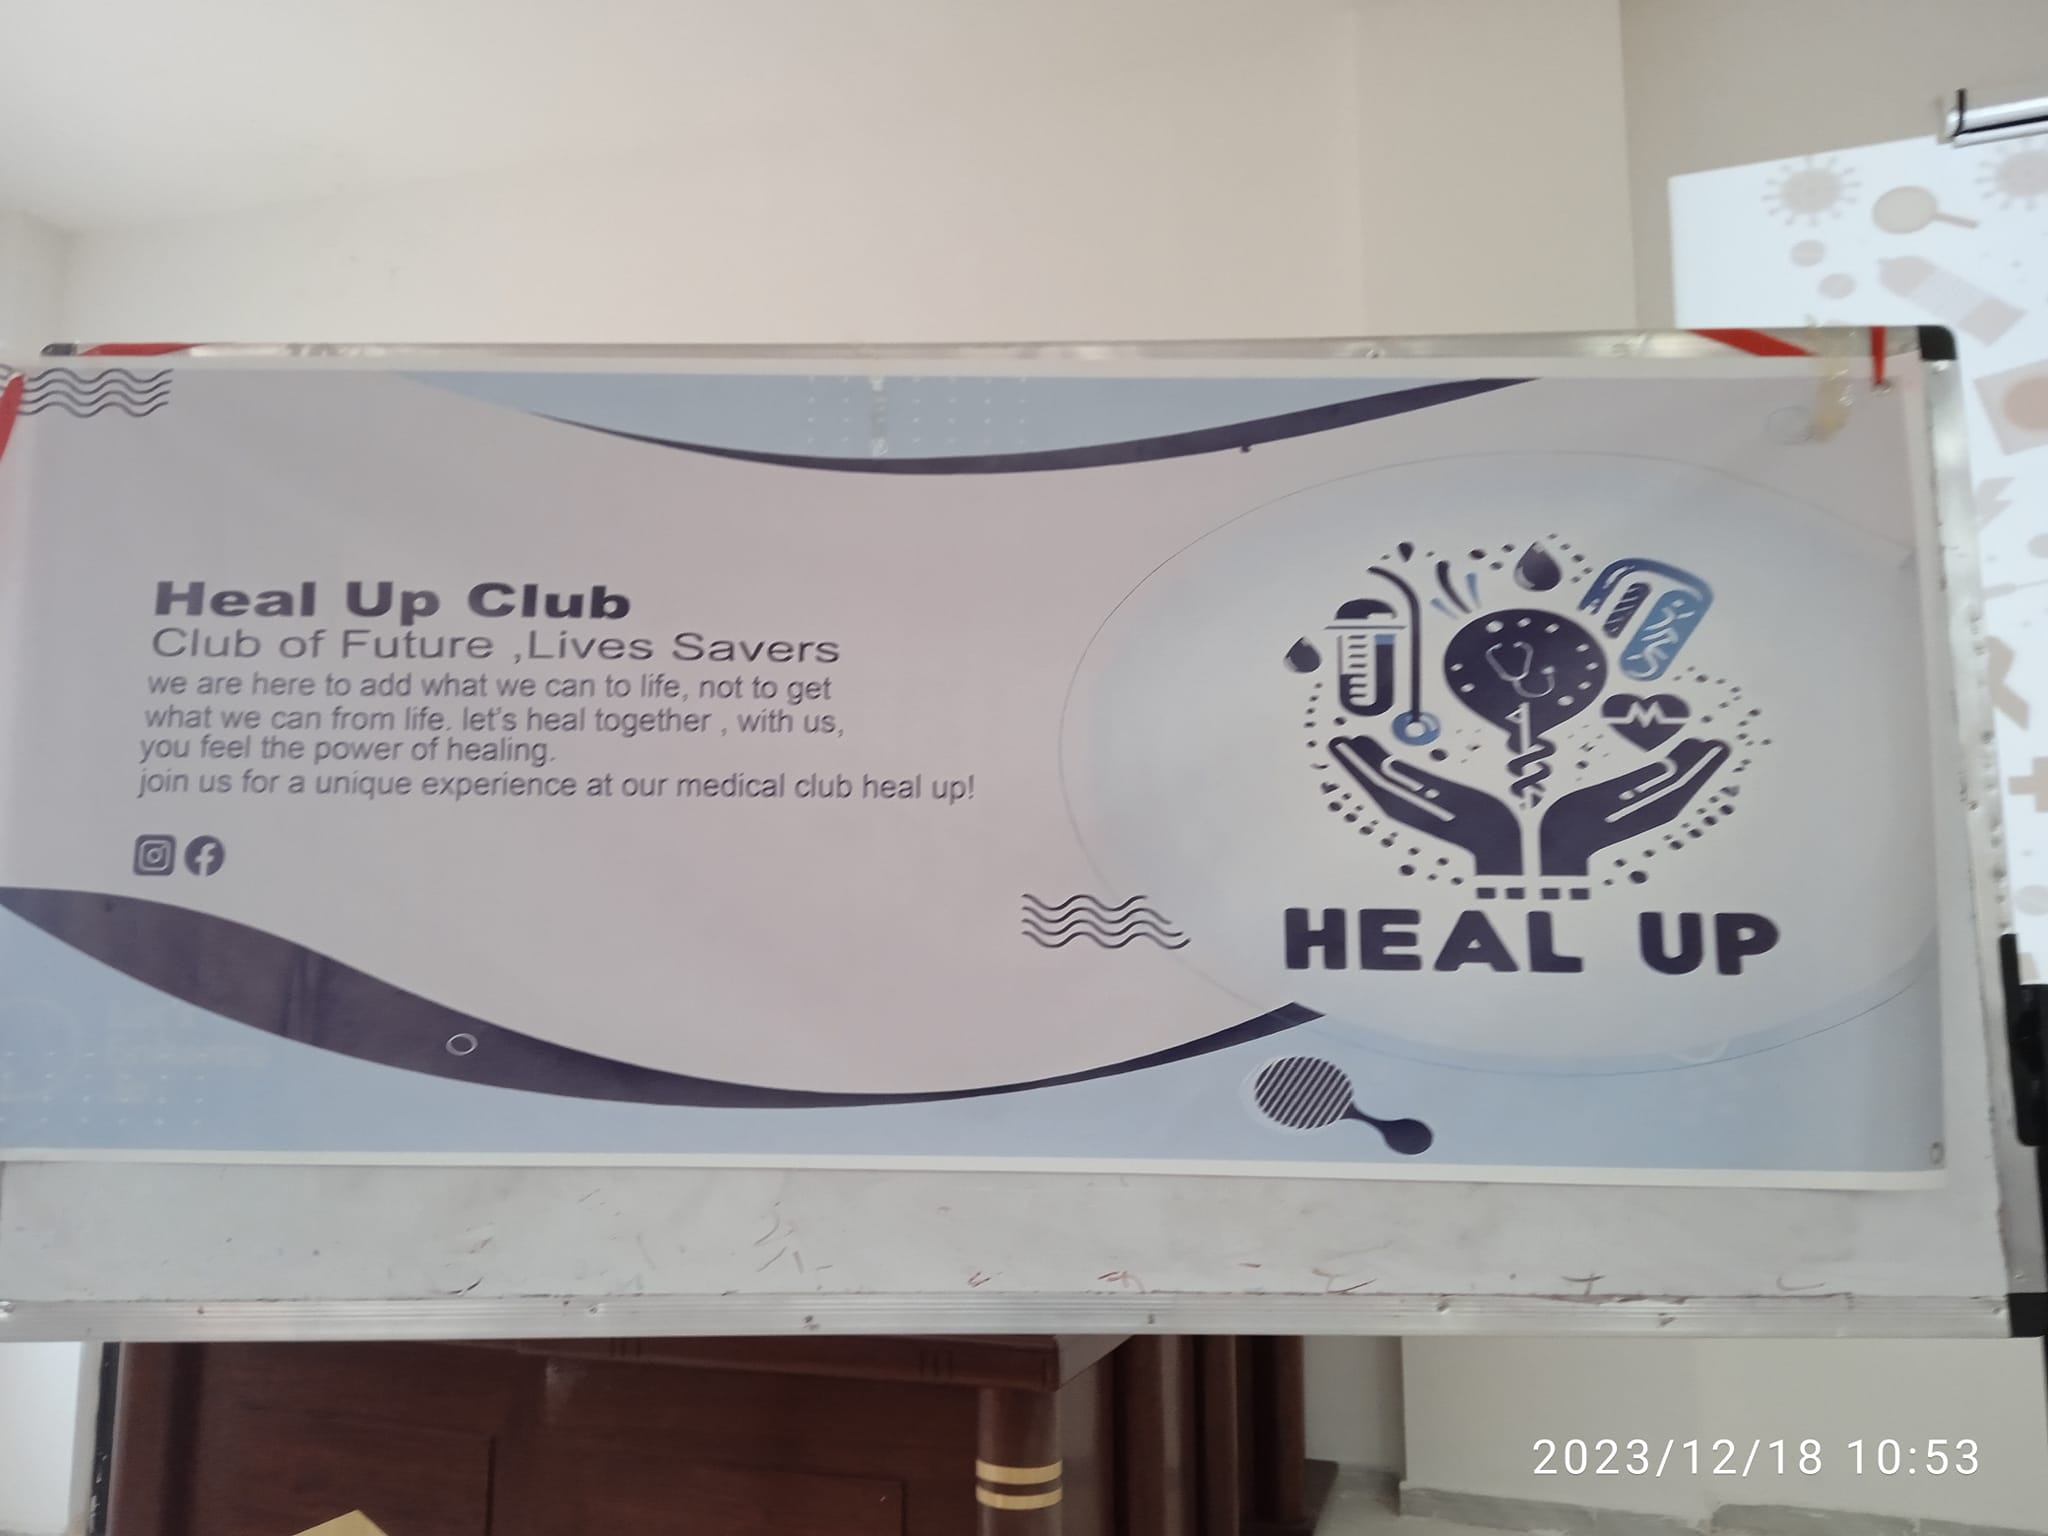 Heal Up Club
Club of Future ,Lives Savers
we are here to add what we can to life, not to get
what we can from life. let's heal together , with us,
you feel the power of healing.
join us for a unique experience at our medical club heal up!
HEAL UP
2023/12/18 10:53